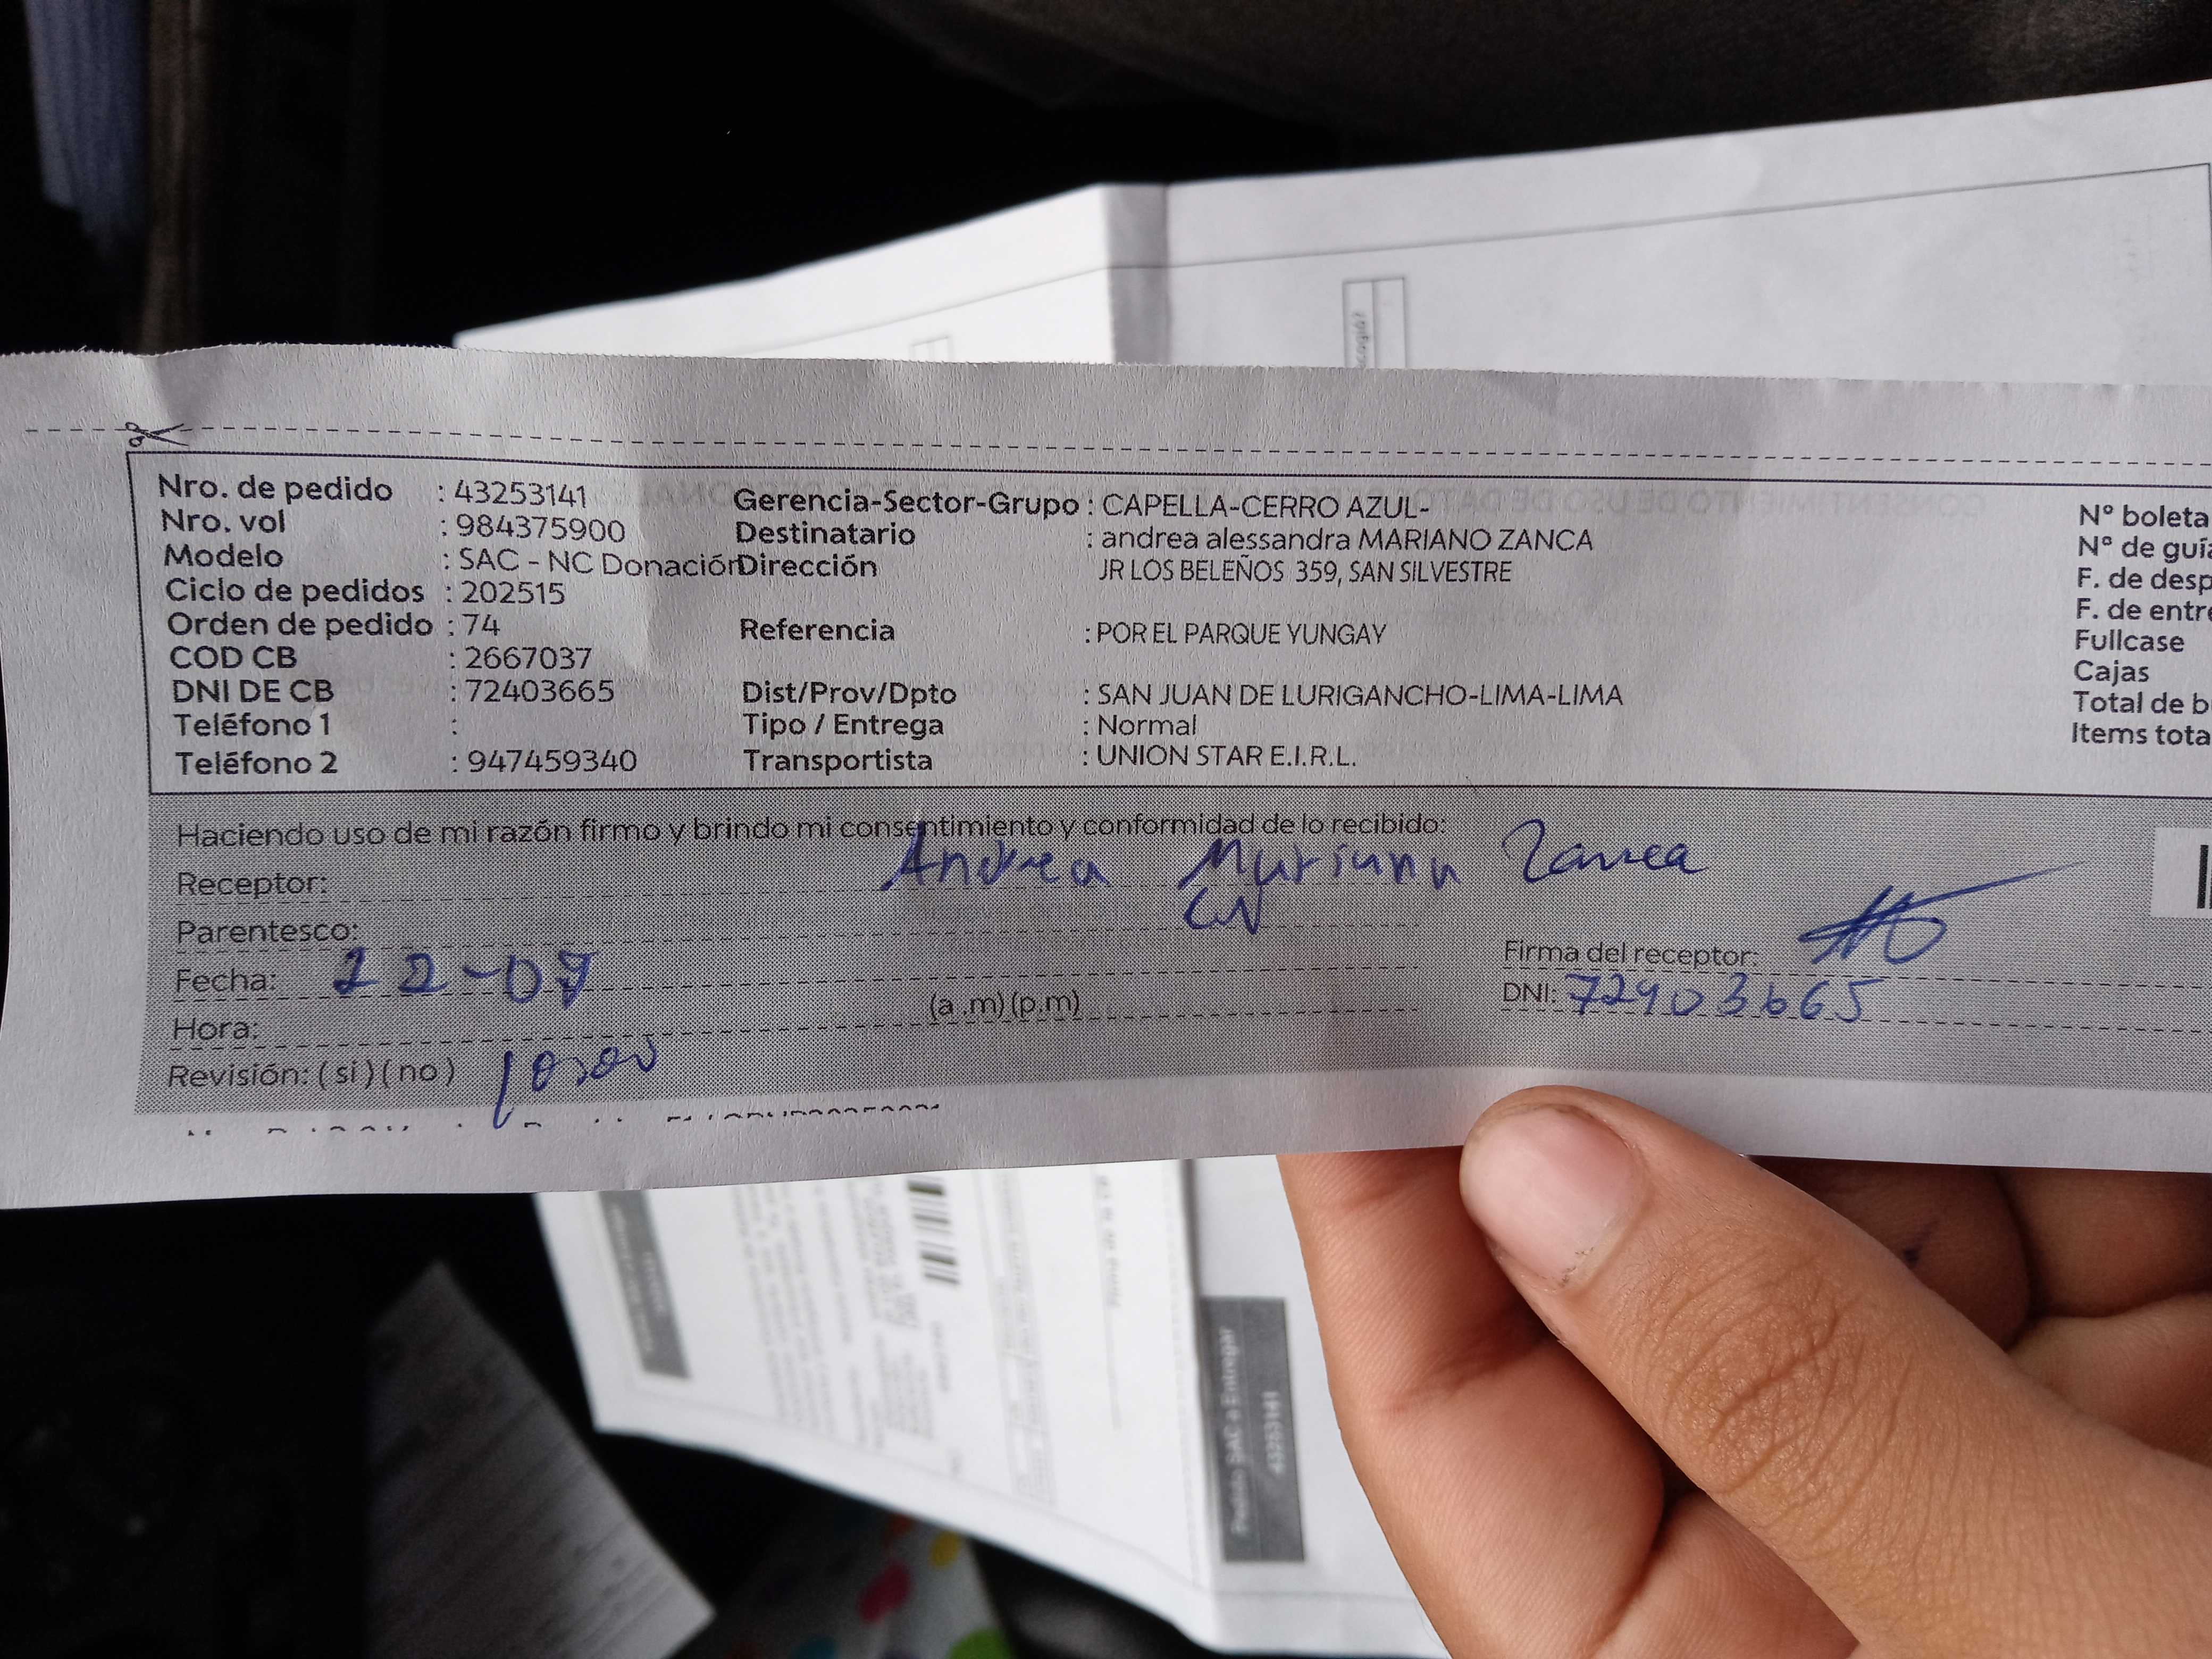 Nro. de pedido : 43253141
Nro. vol : 984375900
Modelo : SAC - NC Donación
Ciclo de pedidos : 202515
Orden de pedido : 74
COD CB : 2667037
DNI DE CB : 72403665
Teléfono 1 :
Teléfono 2 : 947459340
Gerencia-Sector-Grupo : CAPELLA-CERRO AZUL-
Destinatario : andrea alessandra MARIANO ZANCA
Dirección JR LOS BELEÑOS 359, SAN SILVESTRE
Referencia : POR EL PARQUE YUNGAY
Dist/Prov/Dpto : SAN JUAN DE LURIGANCHO-LIMA-LIMA
Tipo / Entrega : Normal
Transportista : UNION STAR E.I.R.L.
N° boleta
N° de guía
F. de desp
F. de entre
Fullcase
Cajas
Total de b
Items tota
Haciendo uso de mi razón firmo y brindo mi consentimiento y conformidad de lo recibido:
Receptor: Andrea Mariano Zanca
Parentesco:
Fecha: 22-07
Hora: (a .m) (p.m)
Revisión: ( si ) ( no )
Firma del receptor:
DNI: 72403665
Pedido SAC a Entregar
43253141